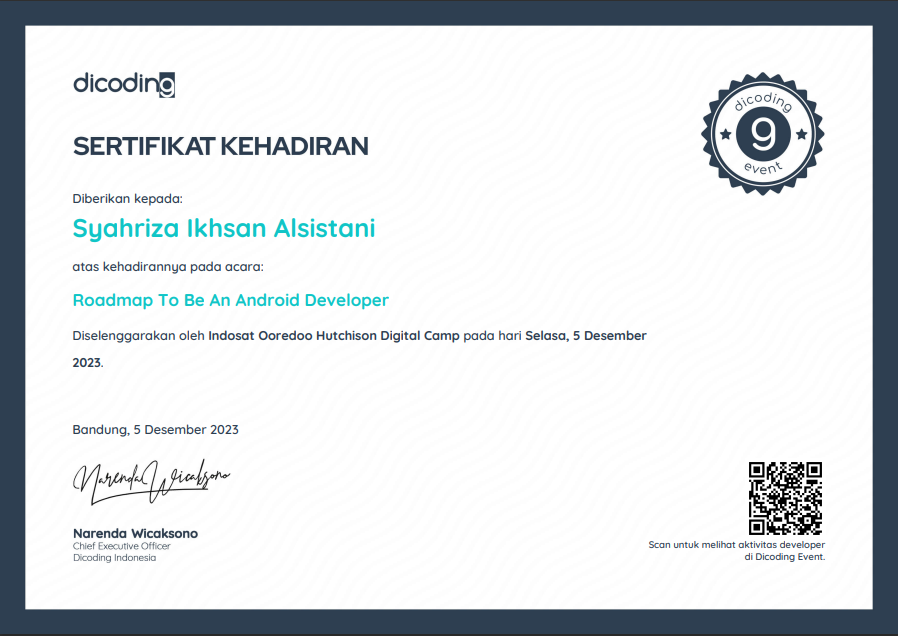 dicoding
SERTIFIKAT KEHADIRAN
dicoding
g
event
Diberikan kepada:
Syahriza Ikhsan Alsistani
atas kehadirannya pada acara:
Roadmap To Be An Android Developer
Diselenggarakan oleh Indosat Ooredoo Hutchison Digital Camp pada hari Selasa, 5 Desember
2023.
Bandung, 5 Desember 2023
Narenda Wicaksono
Narenda Wicaksono
Chief Executive Officer
Dicoding Indonesia
Scan untuk melihat aktivitas developer
di Dicoding Event.